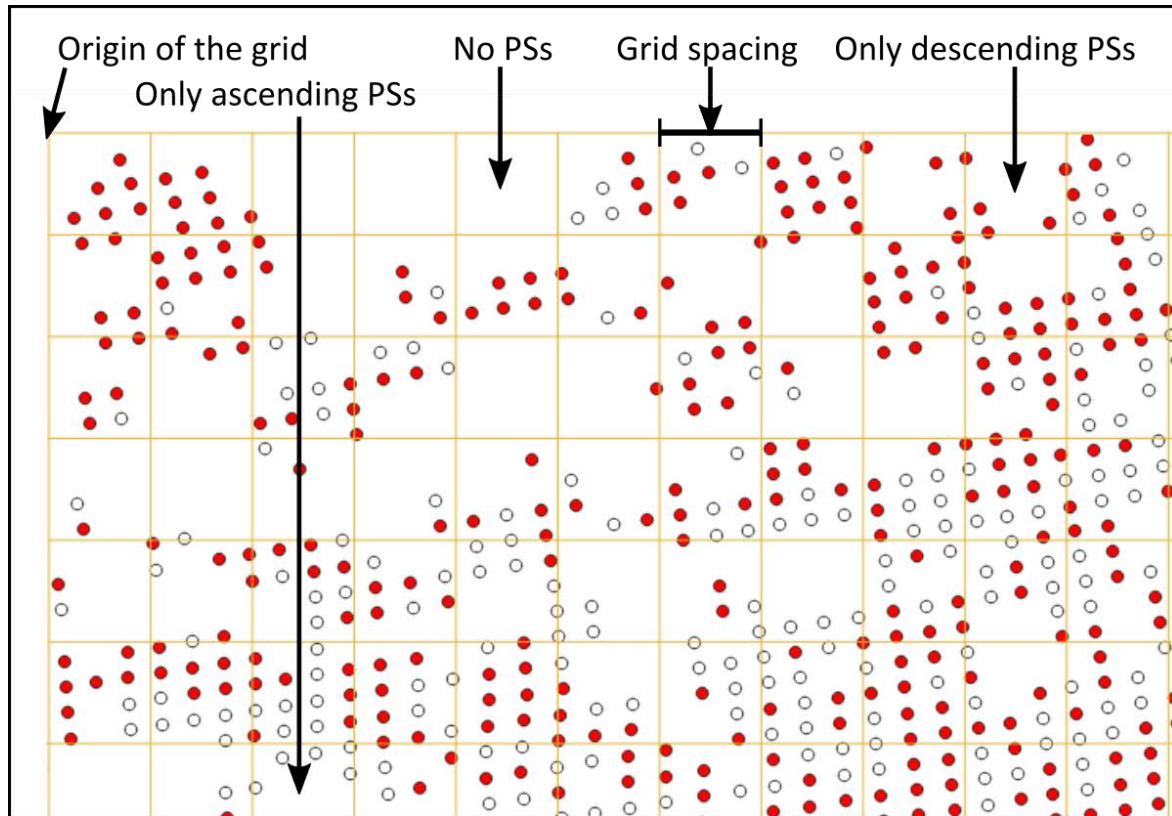 Origin of the grid
No PSs
Grid spacing
Only descending PSs
Only ascending PSs